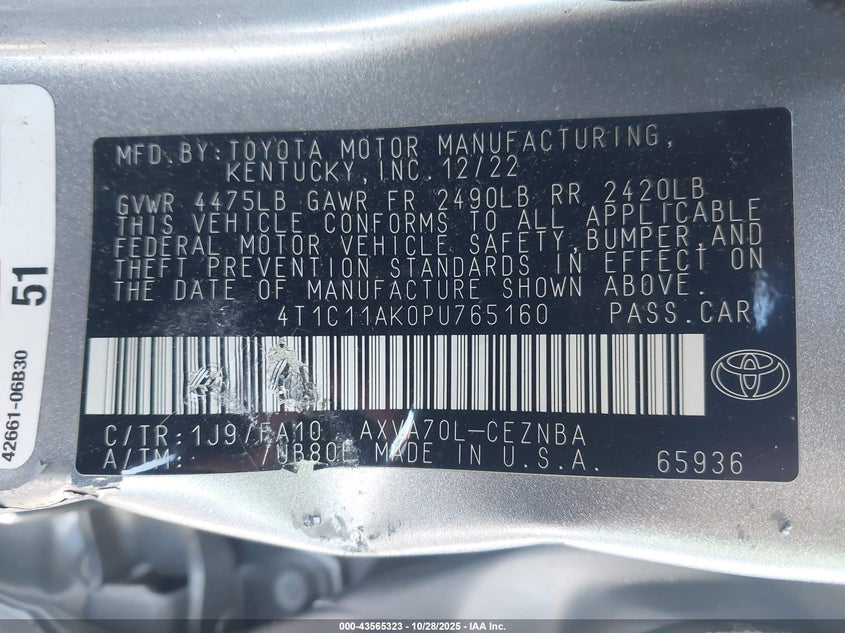 MFD.BY:TOYOTA MOTOR MANUFACTURING,
KENTUCKY,INC.12/22
GVWR 4475LB GAWR FR 2490LB RR 2420LB
THIS VEHICLE CONFORMS TO ALL APPLICABLE
FEDERAL MOTOR VEHICLE SAFETY,BUMPER,AND
THEFT PREVENTION STANDARDS IN EFFECT ON
THE DATE OF MANUFACTURE SHOWN ABOVE.
4T1C11AK0PU765160 PASS.CAR
C/TR:1J9/FA10 AXVA70L-CEZNBA
A/TM: /UB80E MADE IN U.S.A. 65936
42661-06B30
51
000-43565323 | 10/28/2025 | IAA Inc.